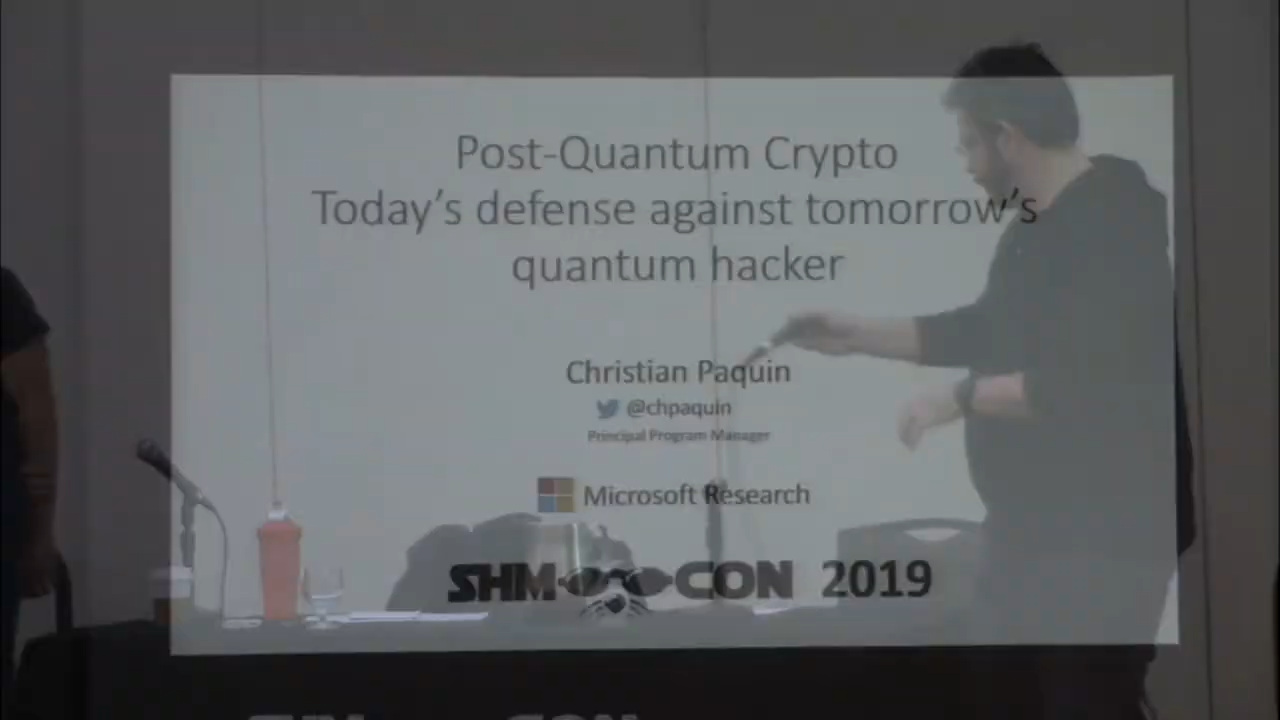 Post-Quantum Crypto
Today's defense against tomorrow's
quantum hacker
Christian Paquin
@chpaquin
Principal Program Manager
Microsoft Research
SHMOOCON 2019